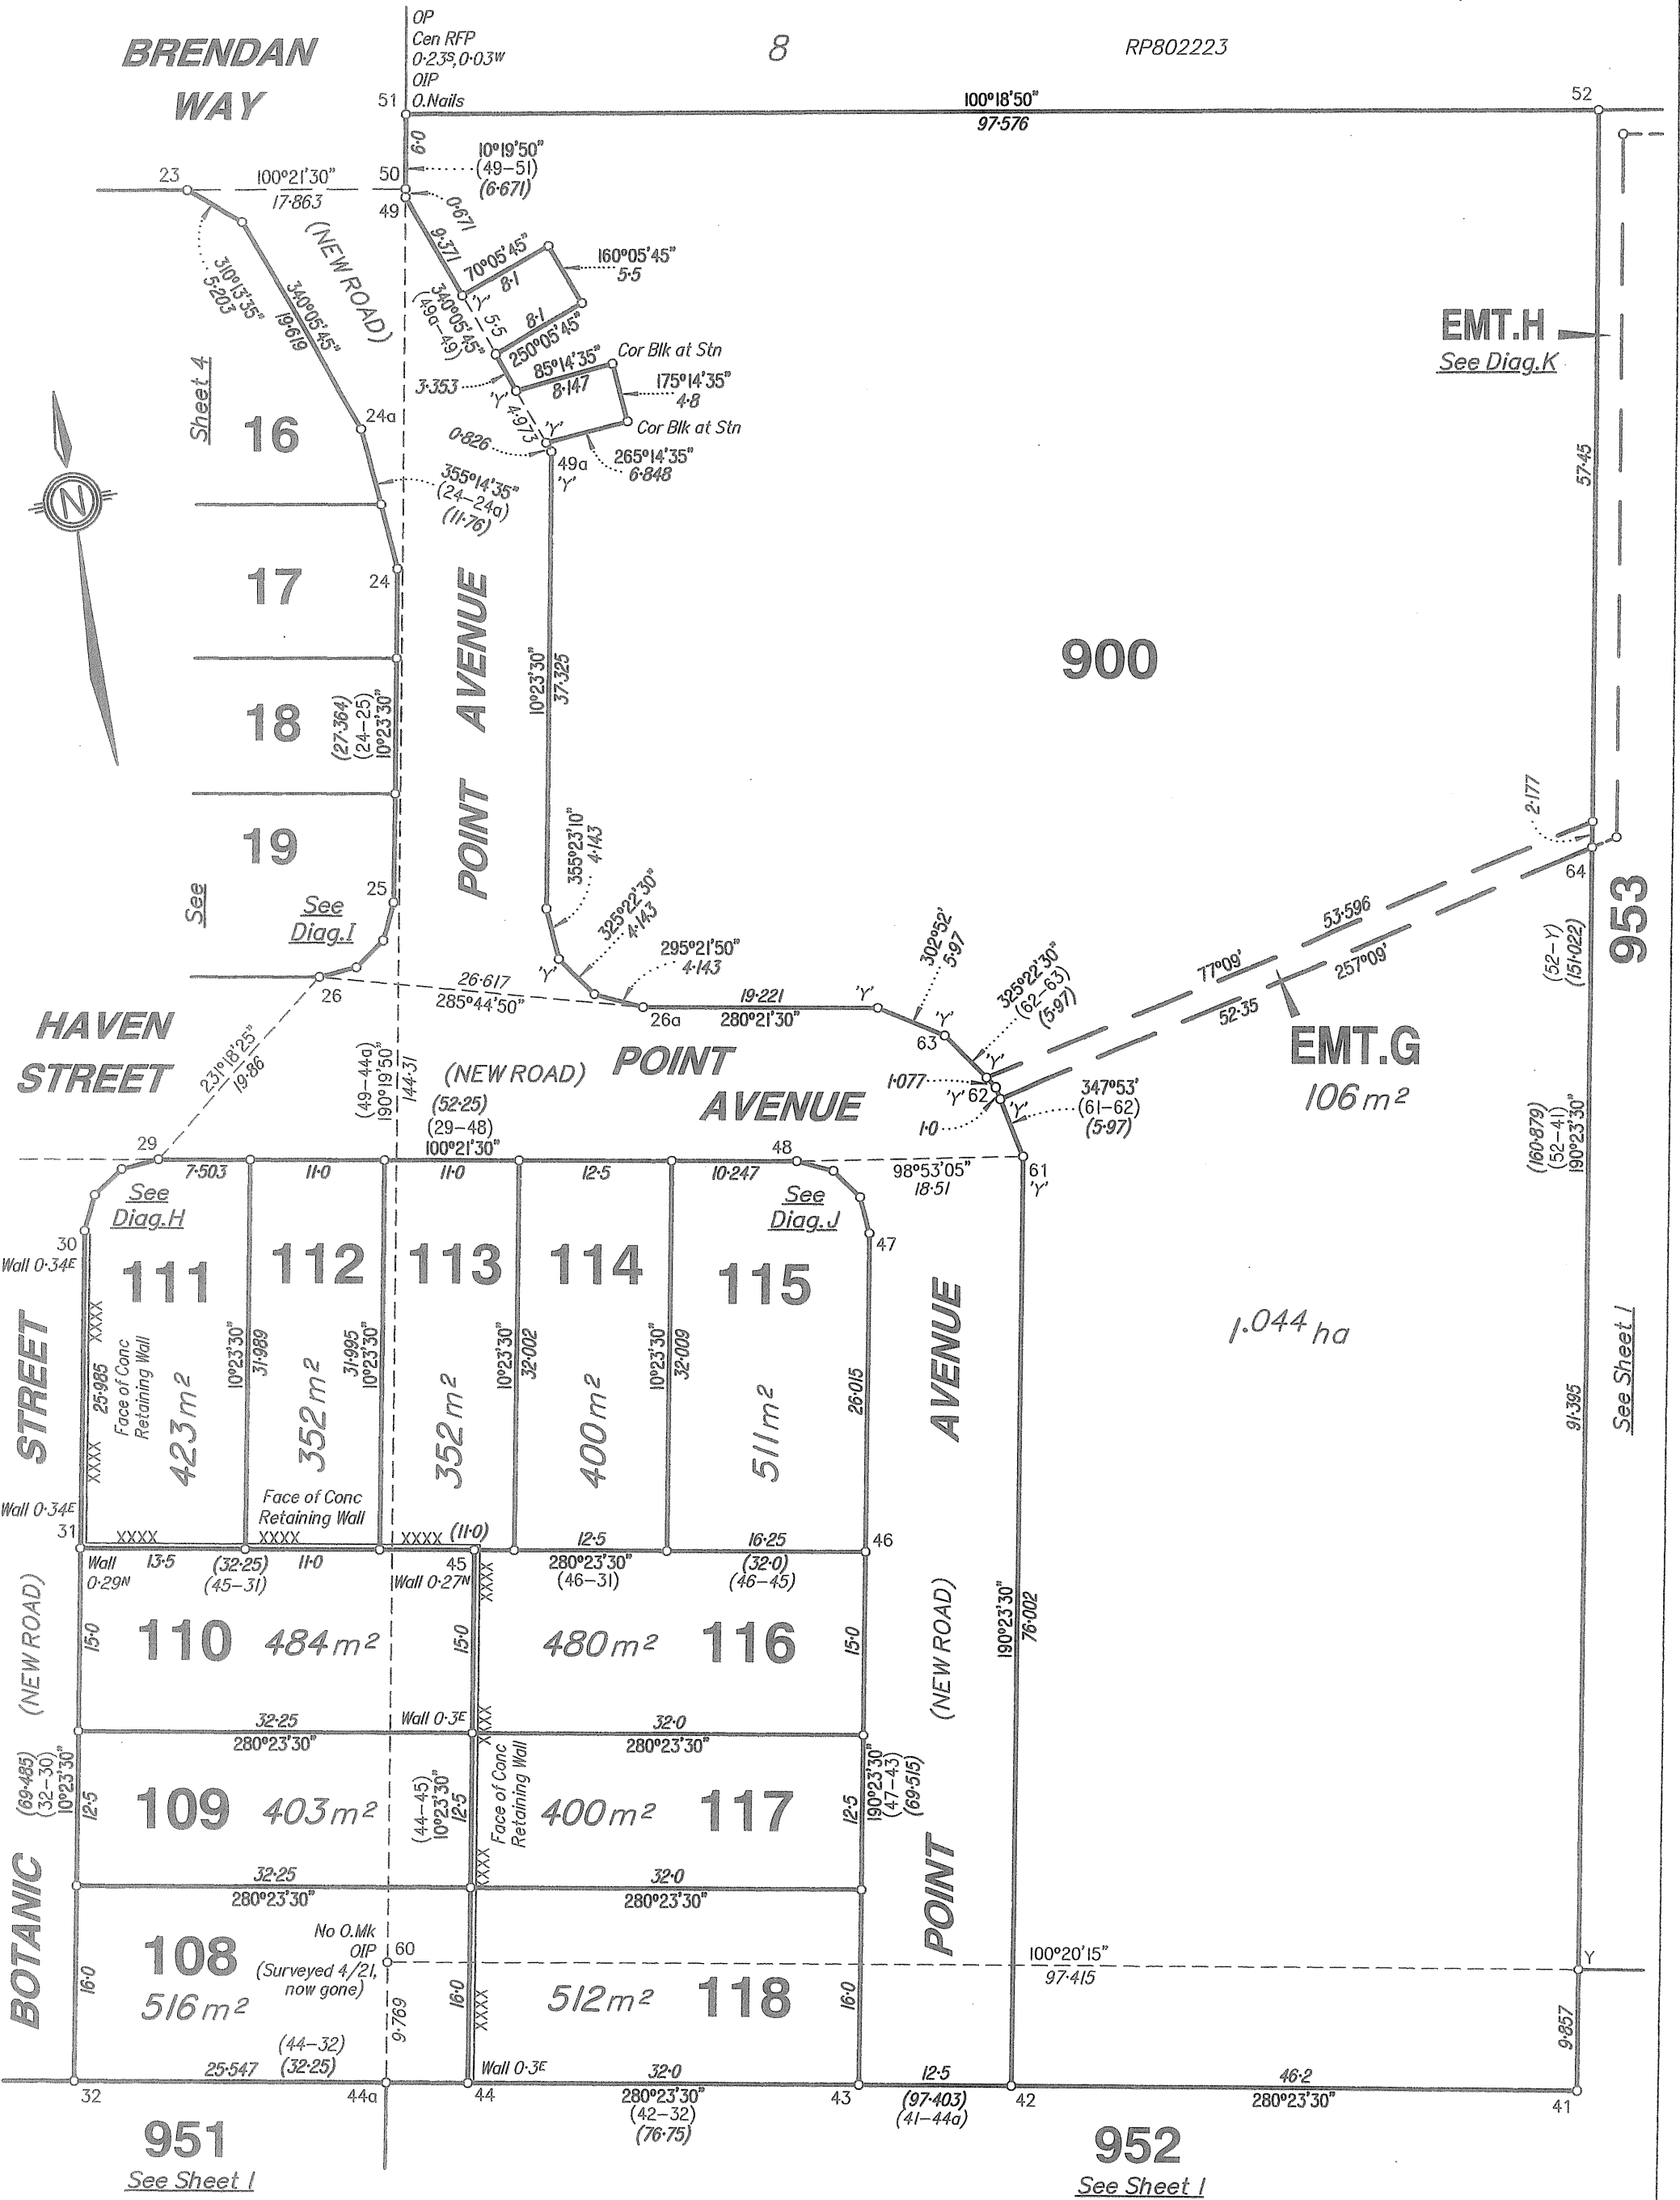 BRENDAN
WAY
OP
Cen RFP
0·23S, 0·03W
OIP
O.Nails
8
RP802223
51
100°18'50"
97·576
52
6·0
10°19'50"
(49–51)
(6·671)
23
100°21'30"
17·863
50
49
0·671
(NEW ROAD)
9·371
70°05'45"
8·1
160°05'45"
5·5
310°13'35"
5·203
340°05'45"
19·619
340°05'45"
(49a–49)
'Y'
5·5
8·1
250°05'45"
85°14'35"
8·147
Cor Blk at Stn
175°14'35"
4·8
3·353
'Y'
4·973
'Y'
Cor Blk at Stn
0·826
49a
'Y'
265°14'35"
6·848
EMT.H
See Diag.K
See
Sheet 4
16
24a
355°14'35"
(24–24a)
(11·76)
N
57·45
17
24
POINT AVENUE
10°23'30"
37·325
900
18
(27·364)
(24–25)
10°23'30"
19
25
See
Diag.I
355°23'10"
4·143
325°22'30"
4·143
295°21'50"
4·143
'Y'
26
26·617
285°44'50"
26a
19·221
280°21'30"
'Y'
302°52'
5·97
'Y'
63
325°22'30"
(62–63)
(5·97)
2·177
64
953
53·596
77°09'
257°09'
52·35
(52–Y)
(151·022)
EMT.G
106m²
HAVEN
STREET
231°18'25"
19·86
(49–44a)
190°19'50"
144·31
(NEW ROAD)
POINT
AVENUE
(52·25)
(29–48)
100°21'30"
1·077
'Y'
62
'Y'
'Y'
1·0
347°53'
(61–62)
(5·97)
(160·879)
(52–41)
190°23'30"
29
7·503
11·0
11·0
12·5
10·247
48
98°53'05"
18·51
61
'Y'
See
Diag.H
See
Diag.J
30
47
Wall 0·34E
111
112
113
114
115
1·044 ha
See Sheet 1
STREET
XXXX
25·985
XXXX
Face of Conc
Retaining Wall
423m²
10°23'30"
31·989
352m²
31·995
10°23'30"
352m²
10°23'30"
32·002
400m²
10°23'30"
32·009
511m²
26·015
AVENUE
91·395
Face of Conc
Retaining Wall
Wall 0·34E
31
XXXX
XXXX
XXXX
(11·0)
12·5
16·25
46
Wall
0·29N
13·5
(32·25)
(45–31)
11·0
45
Wall 0·27N
XXXX
280°23'30"
(46–31)
(32·0)
(46–45)
(NEW ROAD)
15·0
110
484m²
15·0
480m²
116
15·0
(NEW ROAD)
190°23'30"
76·002
32·25
280°23'30"
Wall 0·3E
XX
XX
32·0
280°23'30"
(69·485)
(32–30)
10°23'30"
12·5
109
403m²
(44–45)
10°23'30"
12·5
Face of Conc
Retaining Wall
XXXX
400m²
117
12·5
190°23'30"
(47–43)
(69·515)
BOTANIC
32·25
280°23'30"
32·0
280°23'30"
POINT
16·0
108
516m²
No O.Mk
OIP
(Surveyed 4/21,
now gone)
60
9·769
16·0
XXXX
512m²
118
16·0
100°20'15"
97·415
Y
9·857
(44–32)
25·547
(32·25)
Wall 0·3E
32·0
12·5
46·2
32
44a
44
280°23'30"
(42–32)
(76·75)
43
(97·403)
(41–44a)
42
280°23'30"
41
951
See Sheet 1
952
See Sheet 1